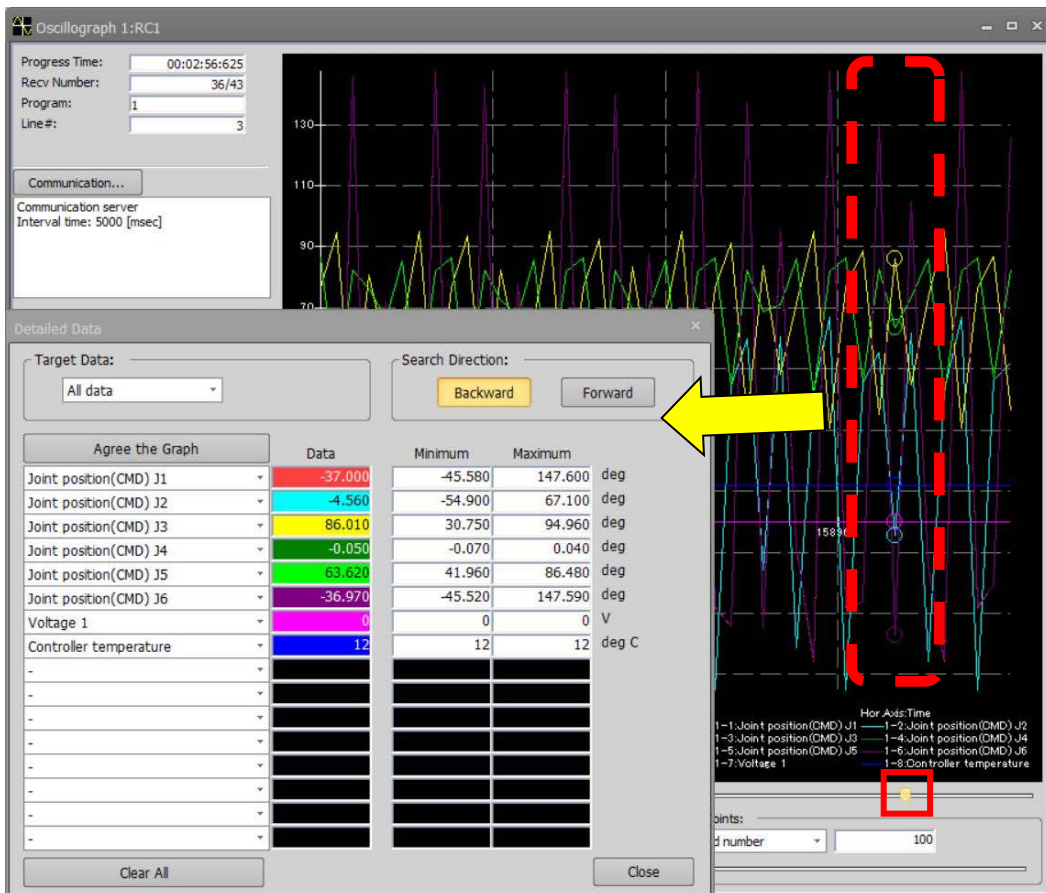 Oscillograph 1:RC1
Progress Time: 00:02:56:625
Recv Number: 36/43
Program: 1
Line#: 3
Communication...
Communication server
Interval time: 5000 [msec]
130
110
90
70
Detailed Data
Target Data:
All data
Search Direction:
Backward Forward
Agree the Graph Data Minimum Maximum
Joint position(CMD) J1 -37.000 -45.580 147.600 deg
Joint position(CMD) J2 -4.560 -54.900 67.100 deg
Joint position(CMD) J3 86.010 30.750 94.960 deg
Joint position(CMD) J4 -0.050 -0.070 0.040 deg
Joint position(CMD) J5 63.620 41.960 86.480 deg
Joint position(CMD) J6 -36.970 -45.520 147.590 deg
Voltage 1 0 0 0 V
Controller temperature 12 12 12 deg C
-
-
-
-
-
-
-
-
Clear All Close
Hor.Axis:Time
1-1:Joint position(CMD) J1 1-2:Joint position(CMD) J2
1-3:Joint position(CMD) J3 1-4:Joint position(CMD) J4
1-5:Joint position(CMD) J5 1-6:Joint position(CMD) J6
1-7:Voltage 1 1-8:Controller temperature
number 100